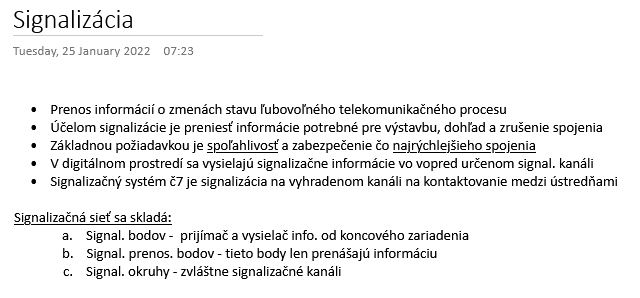 Signalizácia
Tuesday, 25 January 2022 07:23
• Prenos informácií o zmenách stavu ľubovoľného telekomunikačného procesu
• Účelom signalizácie je preniesť informácie potrebné pre výstavbu, dohľad a zrušenie spojenia
• Základnou požiadavkou je spoľahlivosť a zabezpečenie čo najrýchlejšieho spojenia
• V digitálnom prostredí sa vysielajú signalizačne informácie vo vopred určenom signal. kanáli
• Signalizačný systém č7 je signalizácia na vyhradenom kanáli na kontaktovanie medzi ústredňami
Signalizačná sieť sa skladá:
a. Signal. bodov - prijímač a vysielač info. od koncového zariadenia
b. Signal. prenos. bodov - tieto body len prenášajú informáciu
c. Signal. okruhy - zvláštne signalizačné kanáli